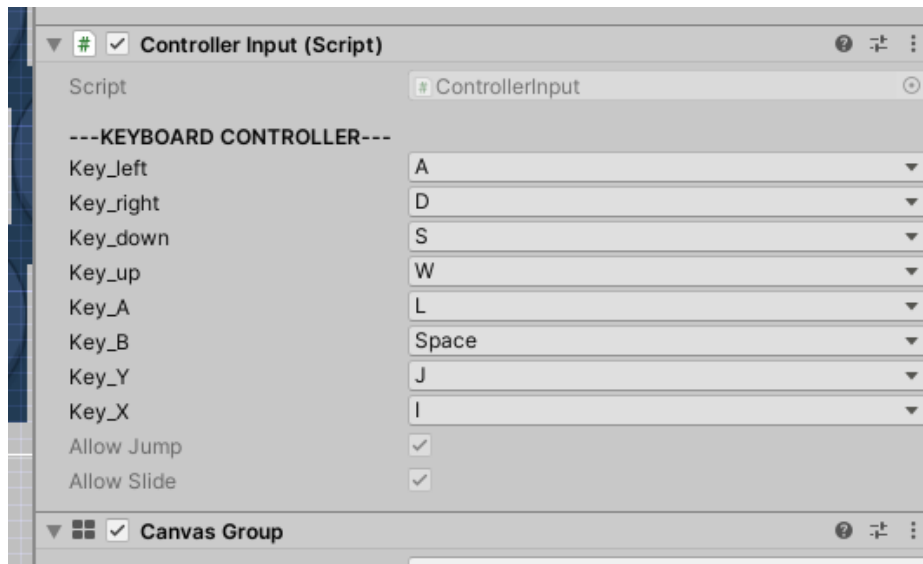 Controller Input (Script)
Script # ControllerInput
---KEYBOARD CONTROLLER---
Key_left A
Key_right D
Key_down S
Key_up W
Key_A L
Key_B Space
Key_Y J
Key_X I
Allow Jump
Allow Slide
Canvas Group